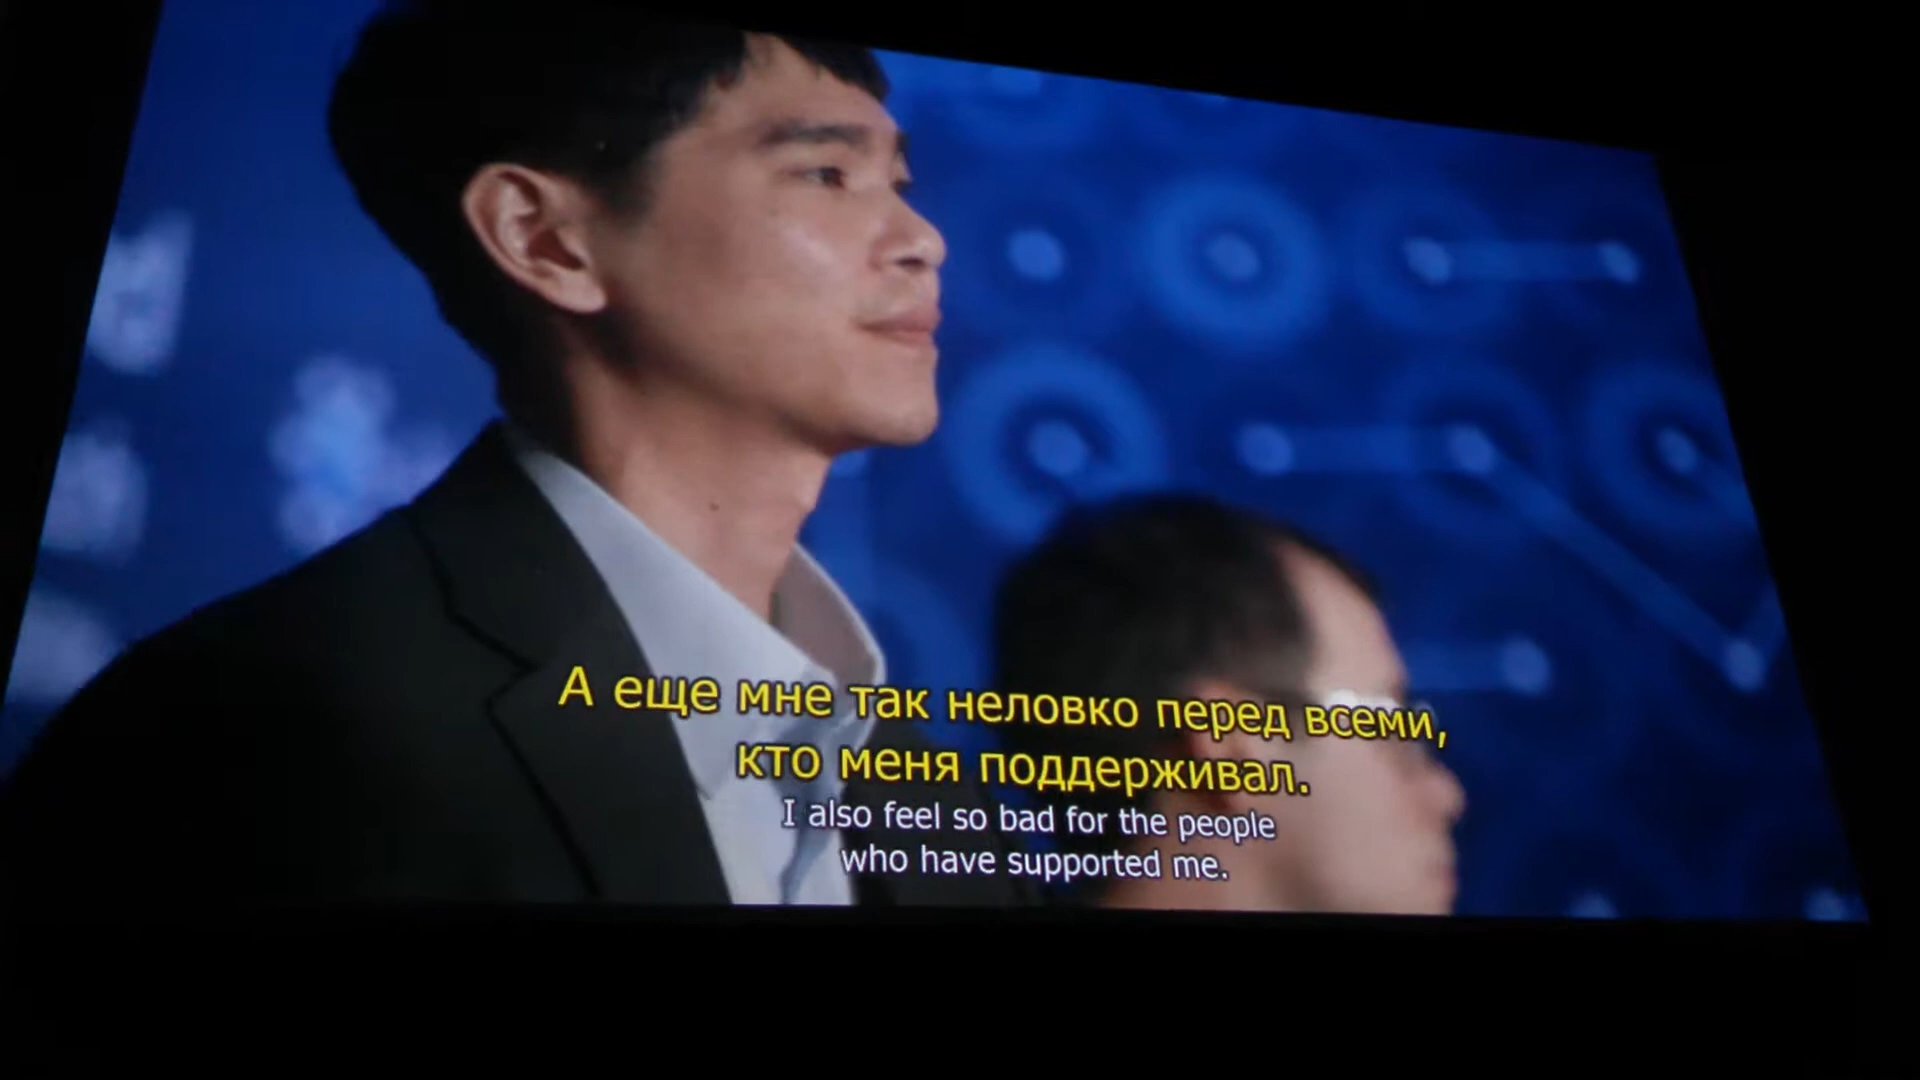 А еще мне так неловко перед всеми,
кто меня поддерживал.
I also feel so bad for the people
who have supported me.